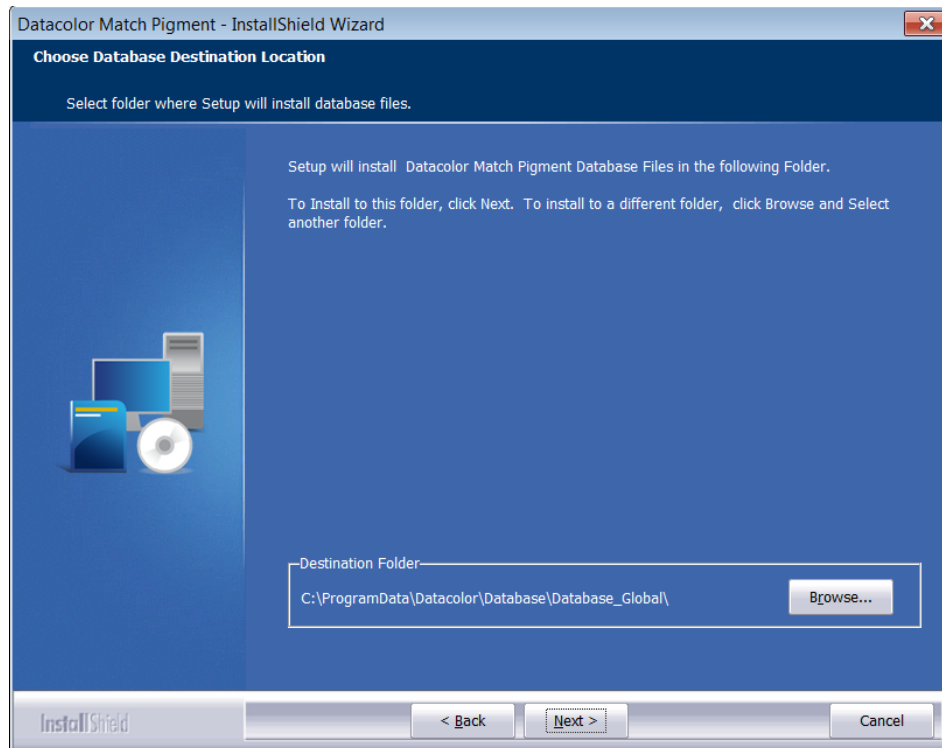 Datacolor Match Pigment - InstallShield Wizard
Choose Database Destination Location
Select folder where Setup will install database files.
Setup will install  Datacolor Match Pigment Database Files in the following Folder.
To Install to this folder, click Next.  To install to a different folder,  click Browse and Select
another folder.
Destination Folder
C:\ProgramData\Datacolor\Database\Database_Global\
Browse...
InstallShield
< Back
Next >
Cancel